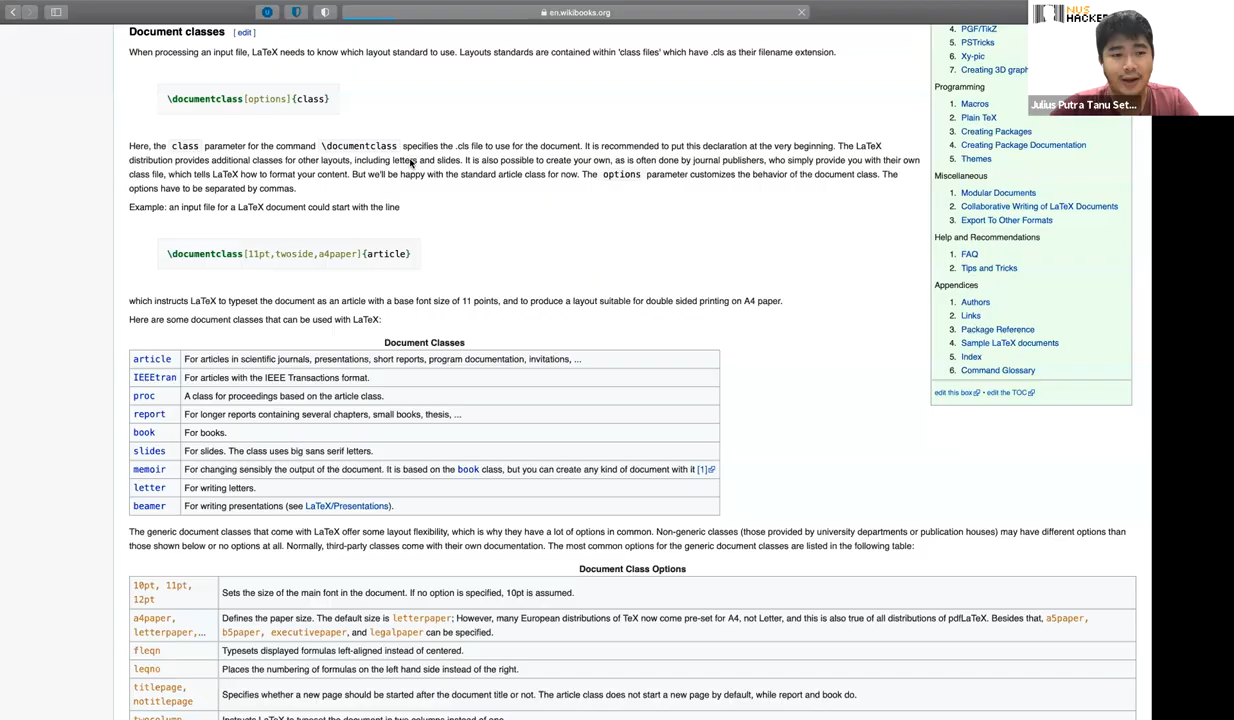 en.wikibooks.org
NUS
HACKER
Julius Putra Tanu Set...
Document classes [ edit ]
When processing an input file, LaTeX needs to know which layout standard to use. Layouts standards are contained within 'class files' which have .cls as their filename extension.
\documentclass[options]{class}
Here, the class parameter for the command \documentclass specifies the .cls file to use for the document. It is recommended to put this declaration at the very beginning. The LaTeX
distribution provides additional classes for other layouts, including letters and slides. It is also possible to create your own, as is often done by journal publishers, who simply provide you with their own
class file, which tells LaTeX how to format your content. But we'll be happy with the standard article class for now. The options parameter customizes the behavior of the document class. The
options have to be separated by commas.
Example: an input file for a LaTeX document could start with the line
\documentclass[11pt,twoside,a4paper]{article}
which instructs LaTeX to typeset the document as an article with a base font size of 11 points, and to produce a layout suitable for double sided printing on A4 paper.
Here are some document classes that can be used with LaTeX:
Document Classes
article For articles in scientific journals, presentations, short reports, program documentation, invitations, ...
IEEEtran For articles with the IEEE Transactions format.
proc A class for proceedings based on the article class.
report For longer reports containing several chapters, small books, thesis, ...
book For books.
slides For slides. The class uses big sans serif letters.
memoir For changing sensibly the output of the document. It is based on the book class, but you can create any kind of document with it [1]
letter For writing letters.
beamer For writing presentations (see LaTeX/Presentations).
The generic document classes that come with LaTeX offer some layout flexibility, which is why they have a lot of options in common. Non-generic classes (those provided by university departments or publication houses) may have different options than
those shown below or no options at all. Normally, third-party classes come with their own documentation. The most common options for the generic document classes are listed in the following table:
Document Class Options
10pt, 11pt,
12pt
Sets the size of the main font in the document. If no option is specified, 10pt is assumed.
a4paper,
letterpaper,...
Defines the paper size. The default size is letterpaper; However, many European distributions of TeX now come pre-set for A4, not Letter, and this is also true of all distributions of pdfLaTeX. Besides that, a5paper,
b5paper, executivepaper, and legalpaper can be specified.
fleqn Typesets displayed formulas left-aligned instead of centered.
leqno Places the numbering of formulas on the left hand side instead of the right.
titlepage,
notitlepage
Specifies whether a new page should be started after the document title or not. The article class does not start a new page by default, while report and book do.
twocolumn Instructs LaTeX to typeset the document in two columns instead of one.
4. PGF/TikZ
5. PSTricks
6. Xy-pic
7. Creating 3D graph
Programming
1. Macros
2. Plain TeX
3. Creating Packages
4. Creating Package Documentation
5. Themes
Miscellaneous
1. Modular Documents
2. Collaborative Writing of LaTeX Documents
3. Export To Other Formats
Help and Recommendations
1. FAQ
2. Tips and Tricks
Appendices
1. Authors
2. Links
3. Package Reference
4. Sample LaTeX documents
5. Index
6. Command Glossary
edit this box • edit the TOC